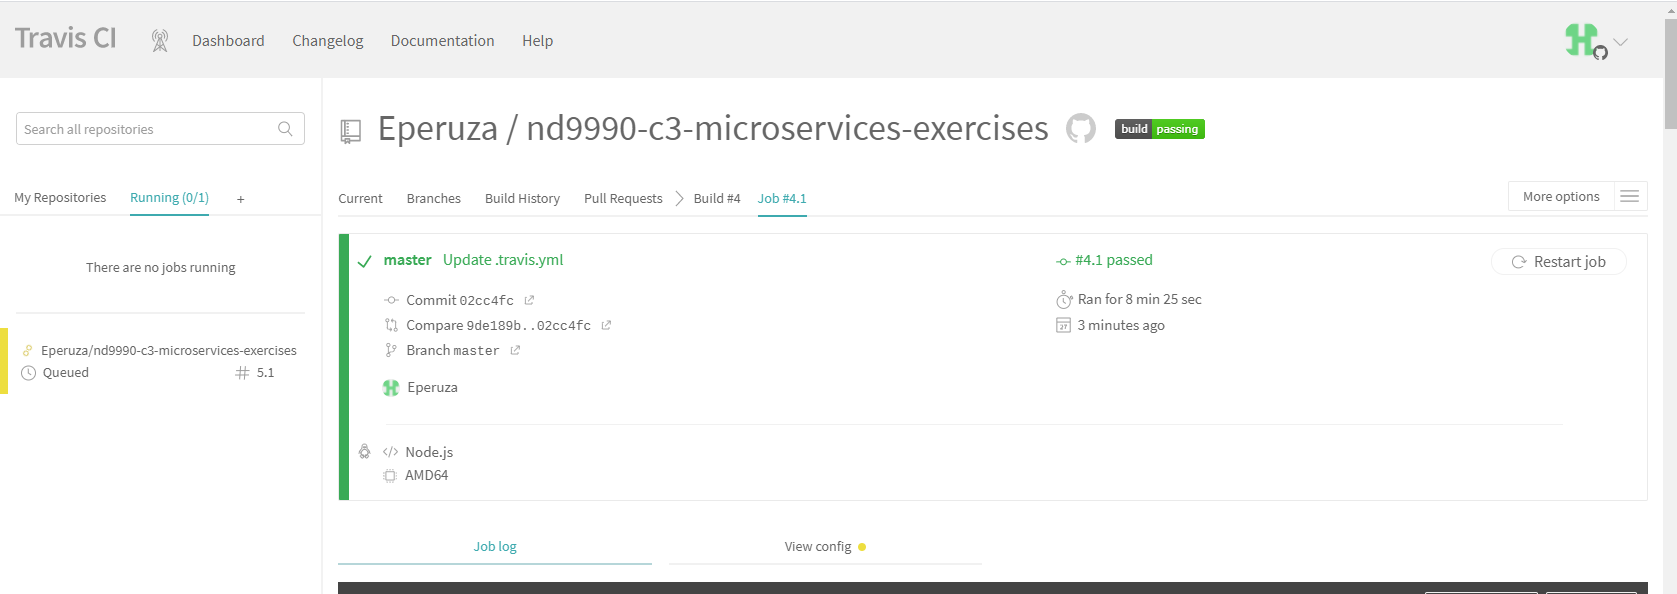 Travis CI
Dashboard Changelog Documentation Help
Search all repositories
My Repositories Running (0/1) +
There are no jobs running
Eperuza/nd9990-c3-microservices-exercises
Queued # 5.1
Eperuza / nd9990-c3-microservices-exercises build passing
Current Branches Build History Pull Requests Build #4 Job #4.1 More options
master Update .travis.yml
Commit 02cc4fc
Compare 9de189b..02cc4fc
Branch master
Eperuza
Node.js
AMD64
#4.1 passed
Ran for 8 min 25 sec
27 3 minutes ago
Restart job
Job log View config